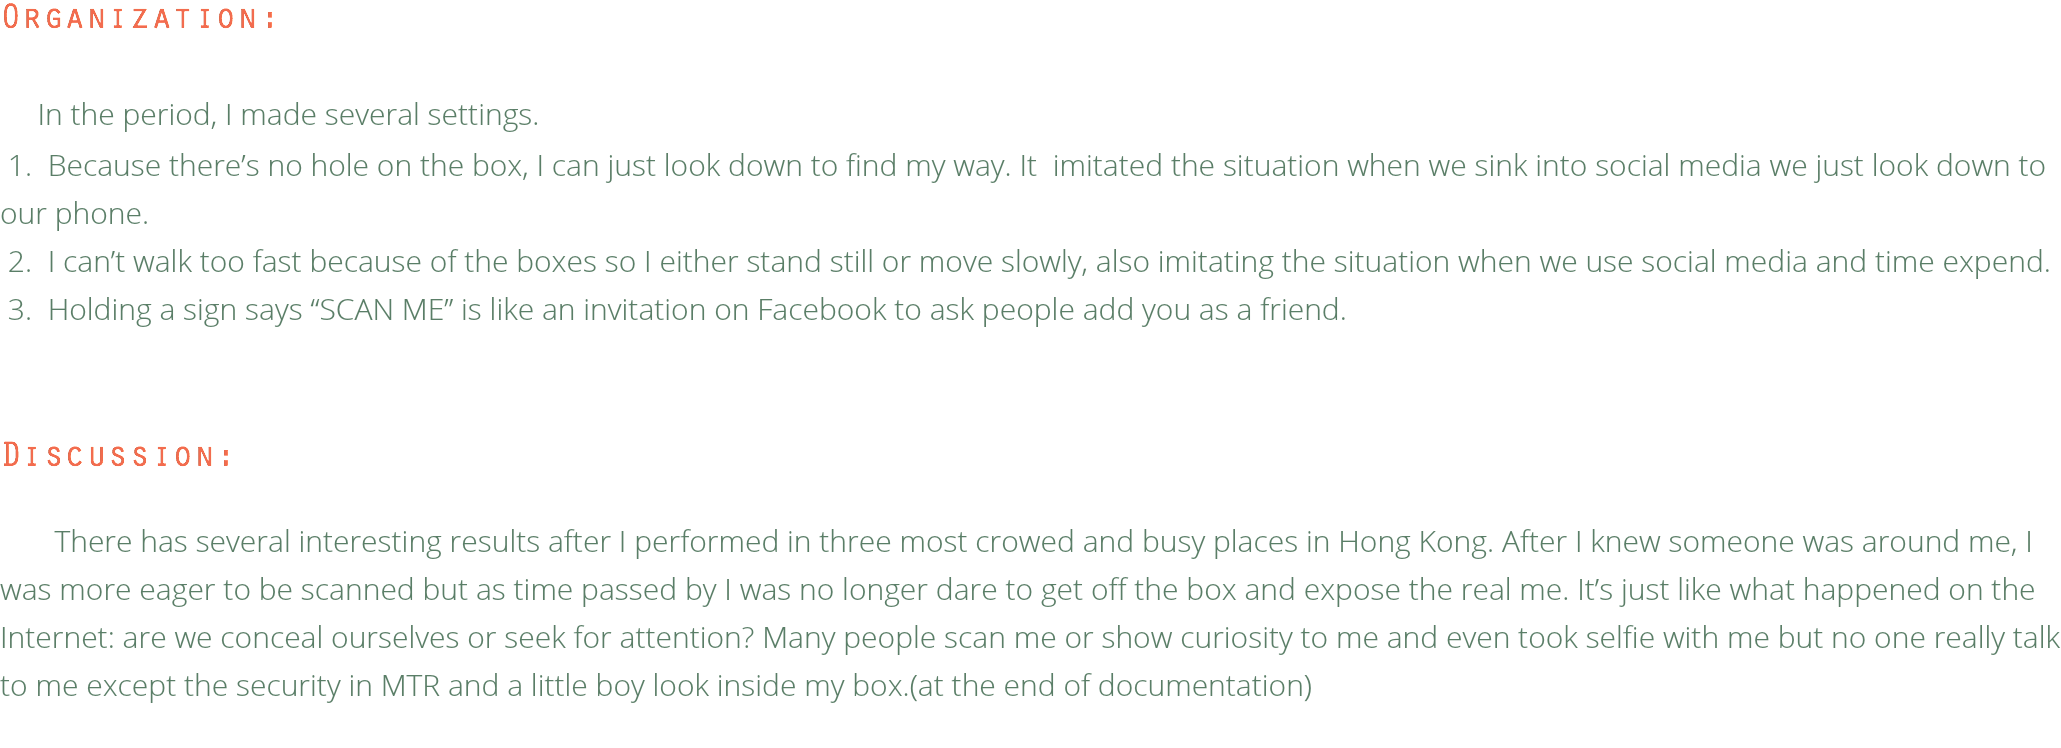 ORGANIZATION:
In the period, I made several settings.
1. Because there’s no hole on the box, I can just look down to find my way. It imitated the situation when we sink into social media we just look down to
our phone.
2. I can’t walk too fast because of the boxes so I either stand still or move slowly, also imitating the situation when we use social media and time expend.
3. Holding a sign says “SCAN ME” is like an invitation on Facebook to ask people add you as a friend.
DISCUSSION:
There has several interesting results after I performed in three most crowed and busy places in Hong Kong. After I knew someone was around me, I
was more eager to be scanned but as time passed by I was no longer dare to get off the box and expose the real me. It’s just like what happened on the
Internet: are we conceal ourselves or seek for attention? Many people scan me or show curiosity to me and even took selfie with me but no one really talk
to me except the security in MTR and a little boy look inside my box.(at the end of documentation)